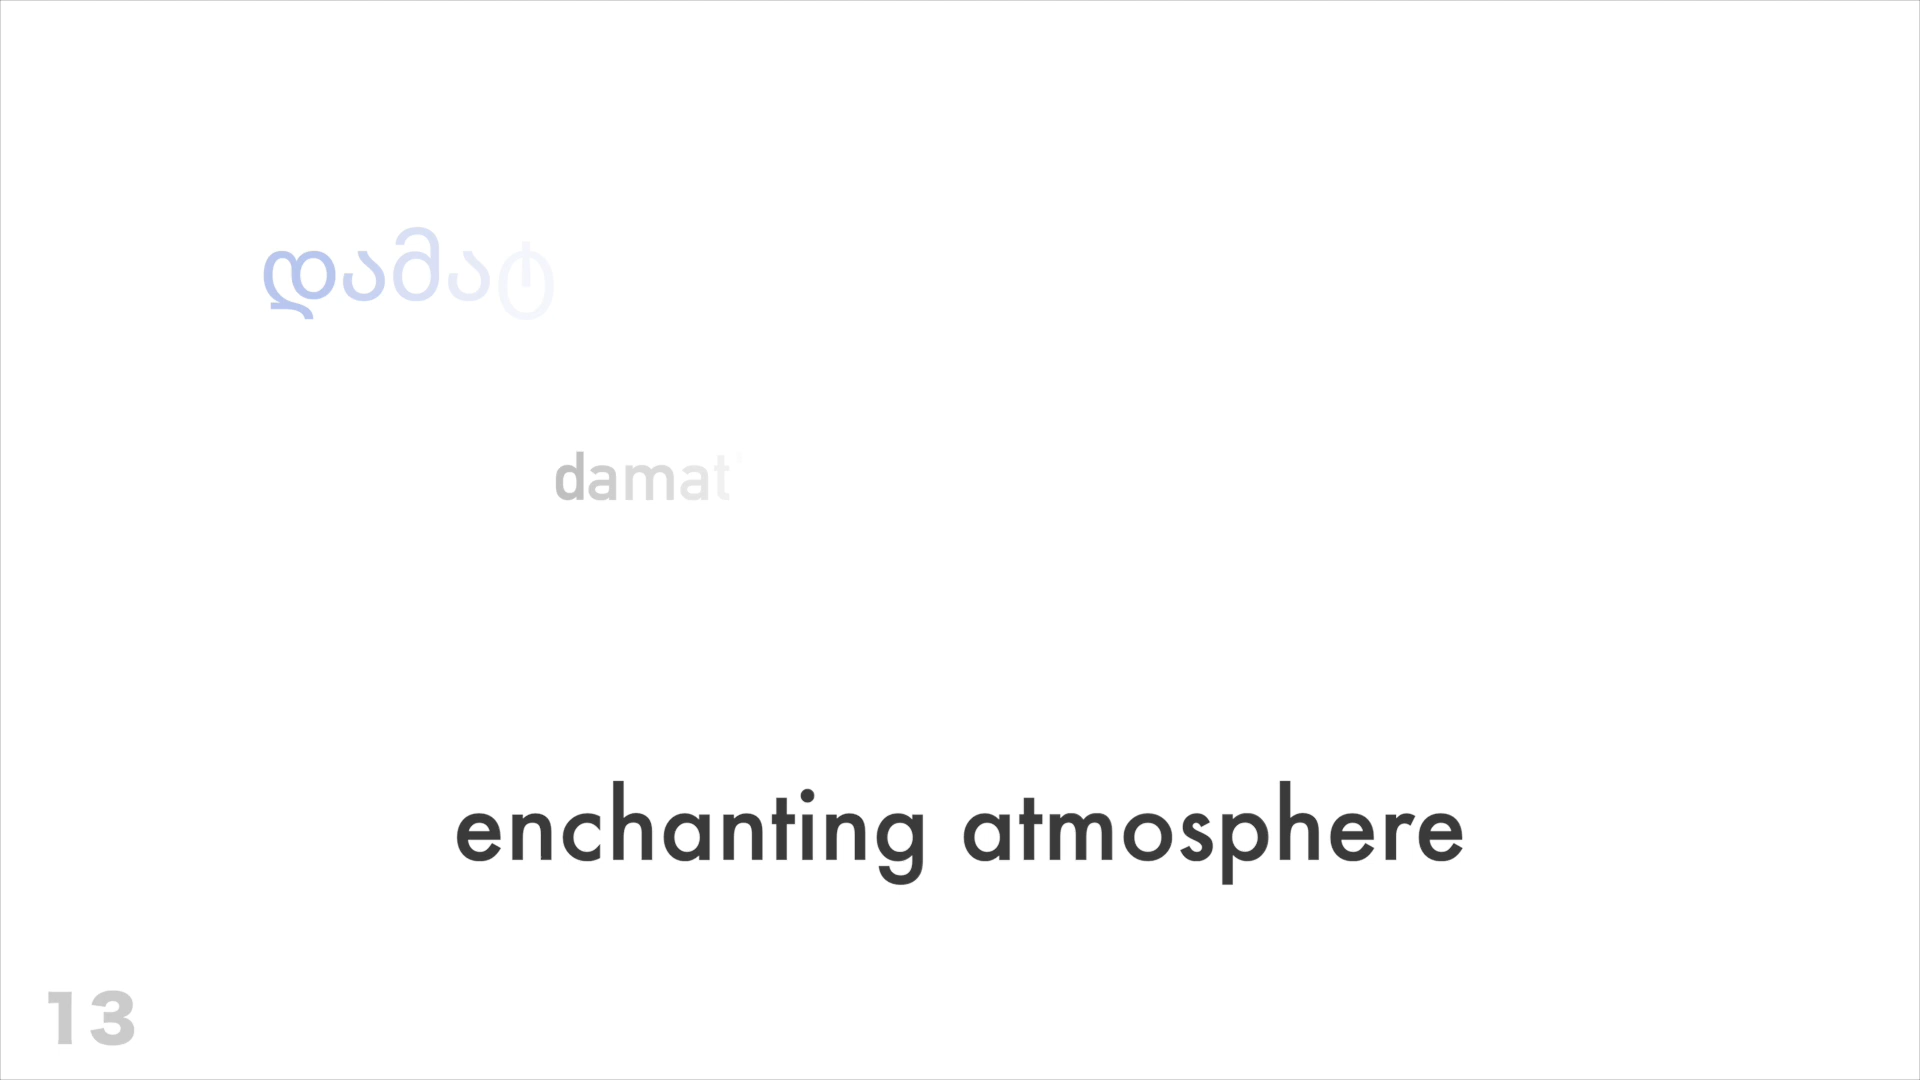 დამატ
damat'
enchanting atmosphere
13